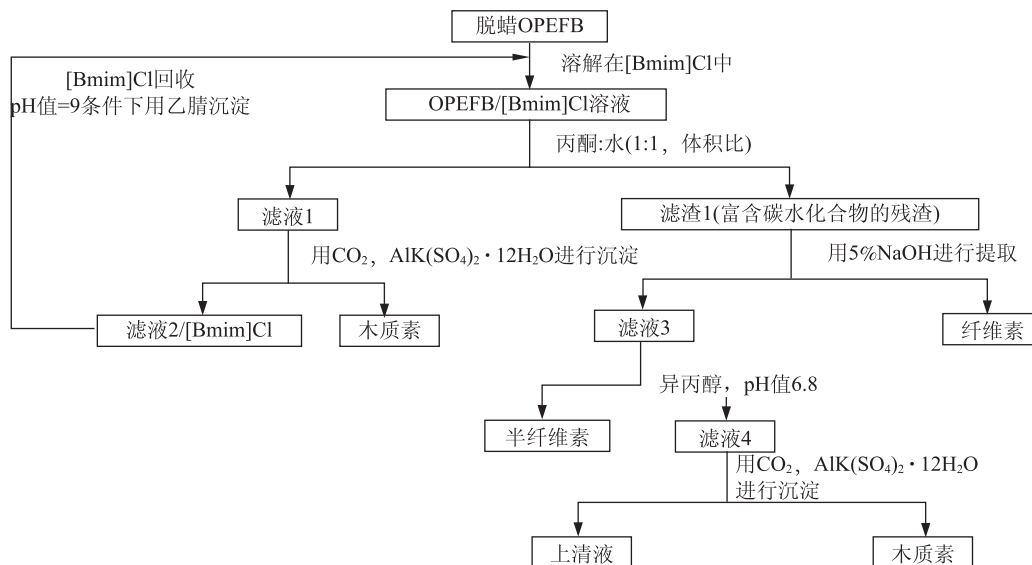 脱蜡OPEFB
溶解在[Bmim]Cl中
[Bmim]Cl回收
pH值=9条件下用乙腈沉淀
OPEFB/[Bmim]Cl溶液
丙酮:水(1:1，体积比)
滤液1
滤渣1(富含碳水化合物的残渣)
用CO₂，AlK(SO₄)₂·12H₂O进行沉淀
用5%NaOH进行提取
滤液2/[Bmim]Cl
木质素
滤液3
纤维素
异丙醇，pH值6.8
半纤维素
滤液4
用CO₂，AlK(SO₄)₂·12H₂O
进行沉淀
上清液
木质素